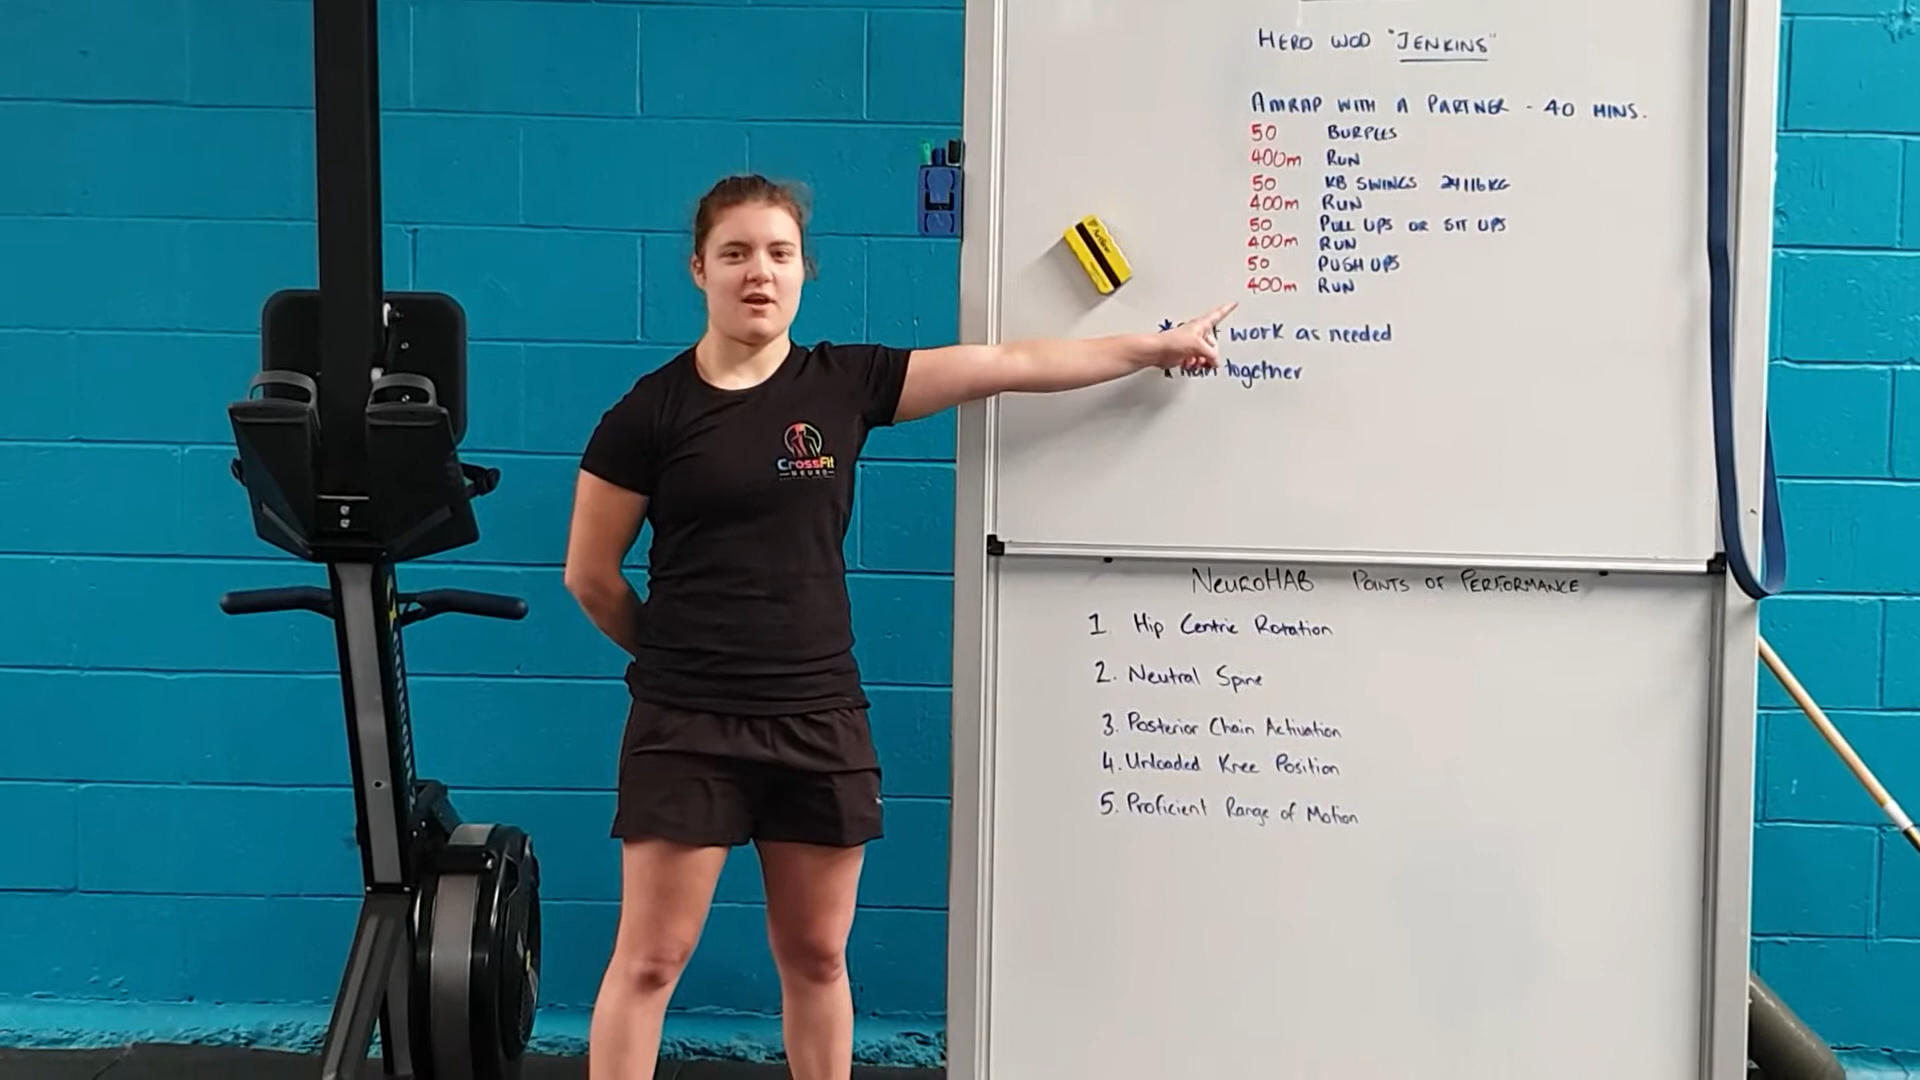 HERO WOD "JENKINS"
AMRAP WITH A PARTNER - 40 MINS.
50 BURPEES
400m RUN
50 KB SWINGS 24/16KG
400m RUN
50 PULL UPS OR SIT UPS
400m RUN
50 PUSH UPS
400m RUN
* work as needed
* Run together
NEUROHAB POINTS OF PERFORMANCE
1 Hip Centric Rotation
2. Neutral Spine
3. Posterior Chain Activation
4. Unloaded Knee Position
5. Proficient Range of Motion
CrossFit
NEURO